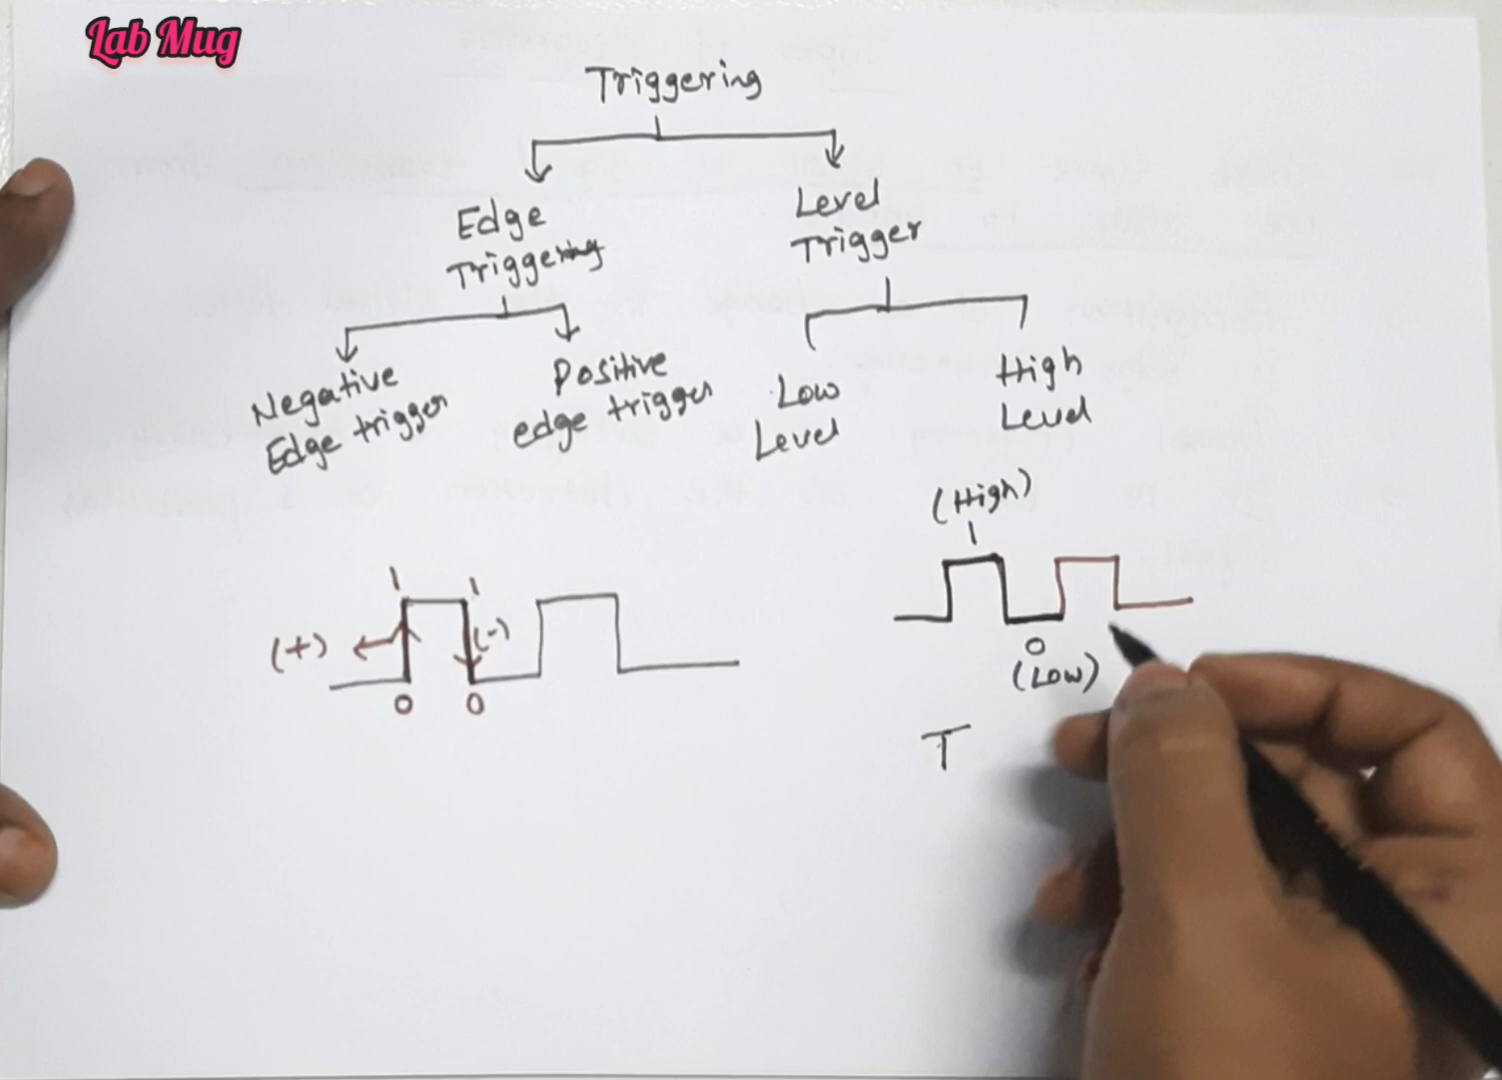 Lab Mug
Triggering
Edge
Triggering
Level
Trigger
Negative
Edge trigger
Positive
edge trigger
Low
Level
High
Level
(High)
1
1
1
(+)
(-)
0
0
0
(Low)
T